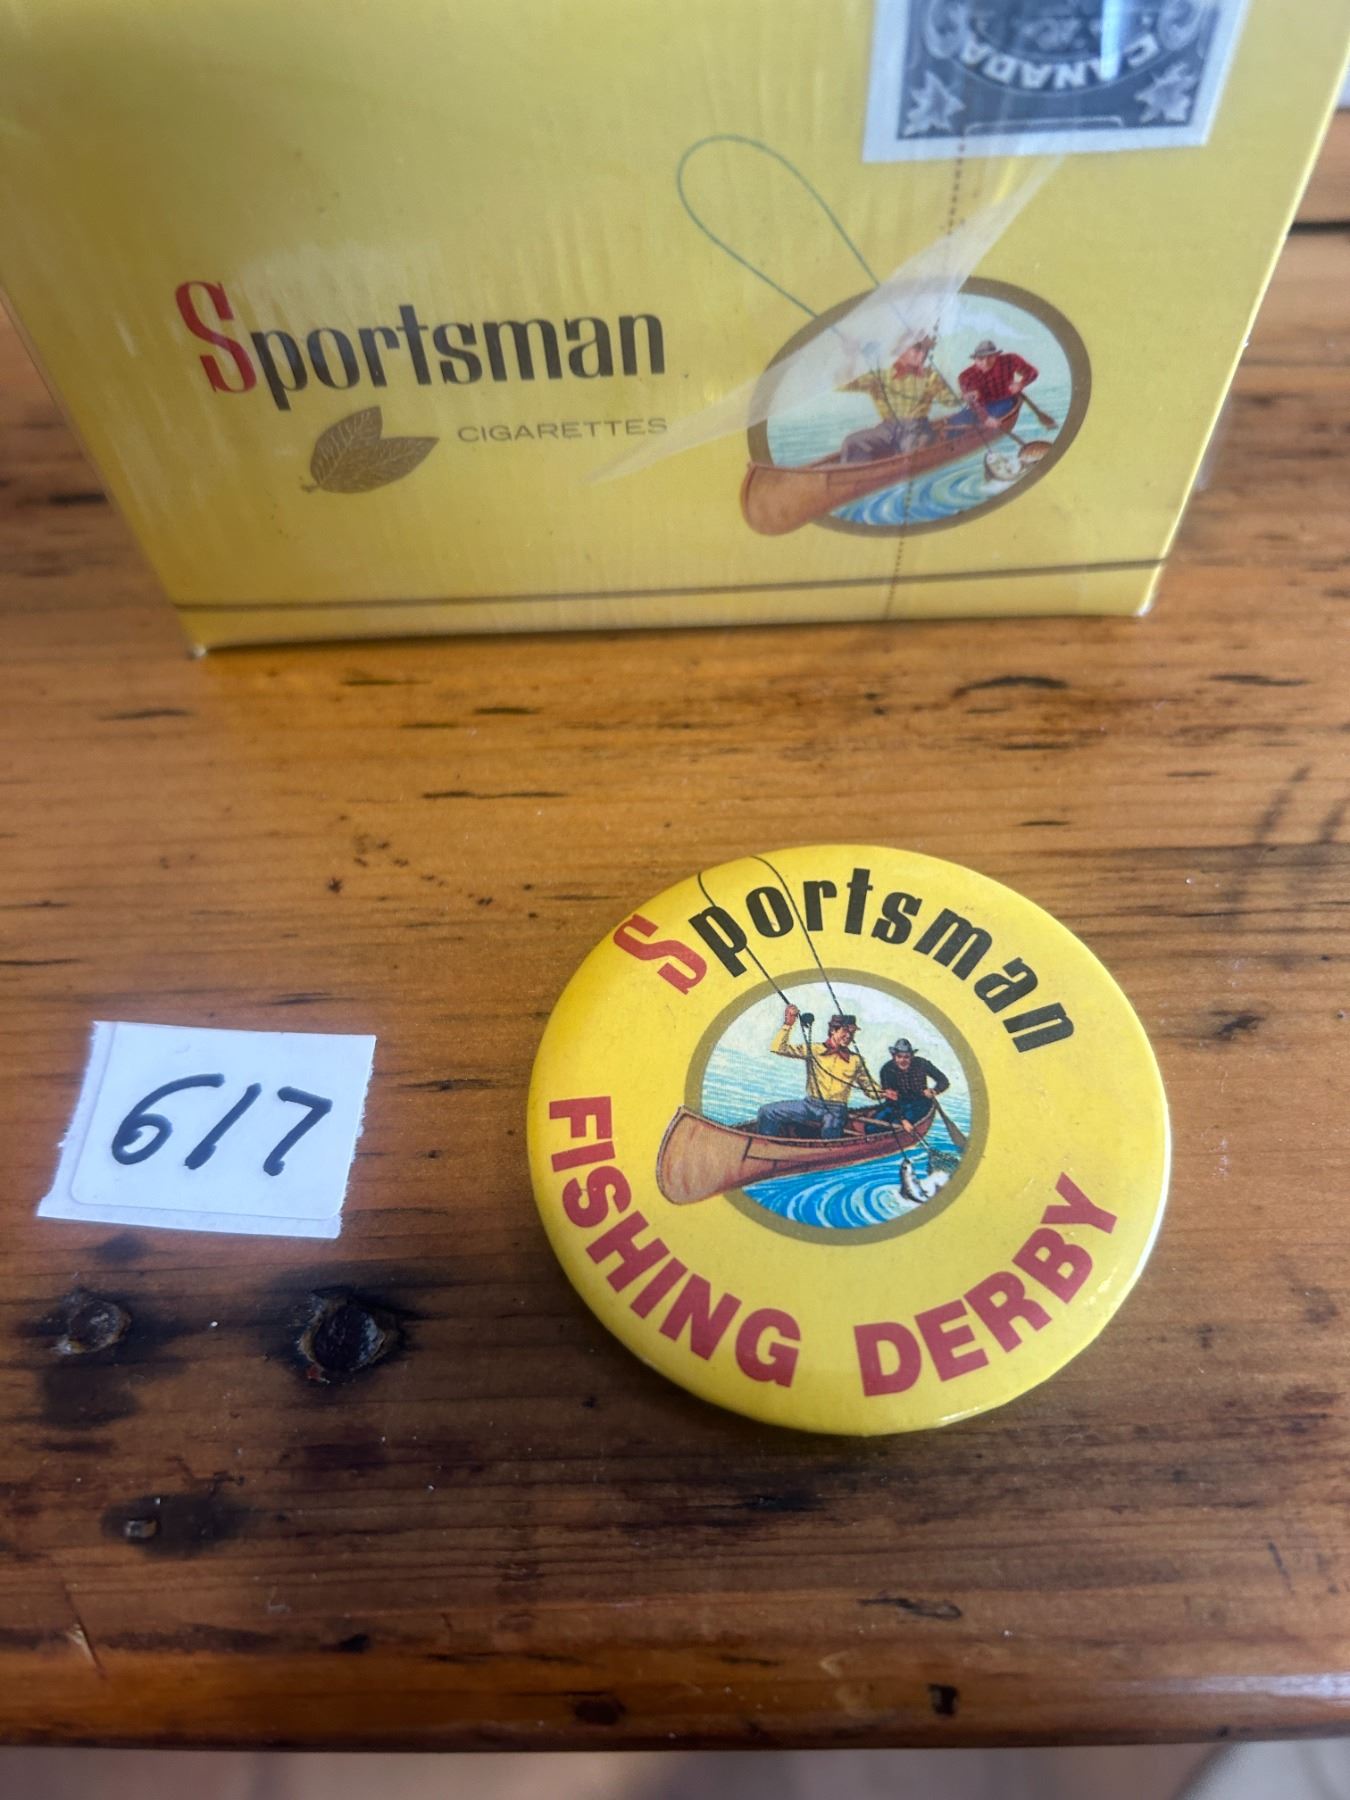 CANADA
Sportsman
CIGARETTES
Sportsman
FISHING DERBY
617